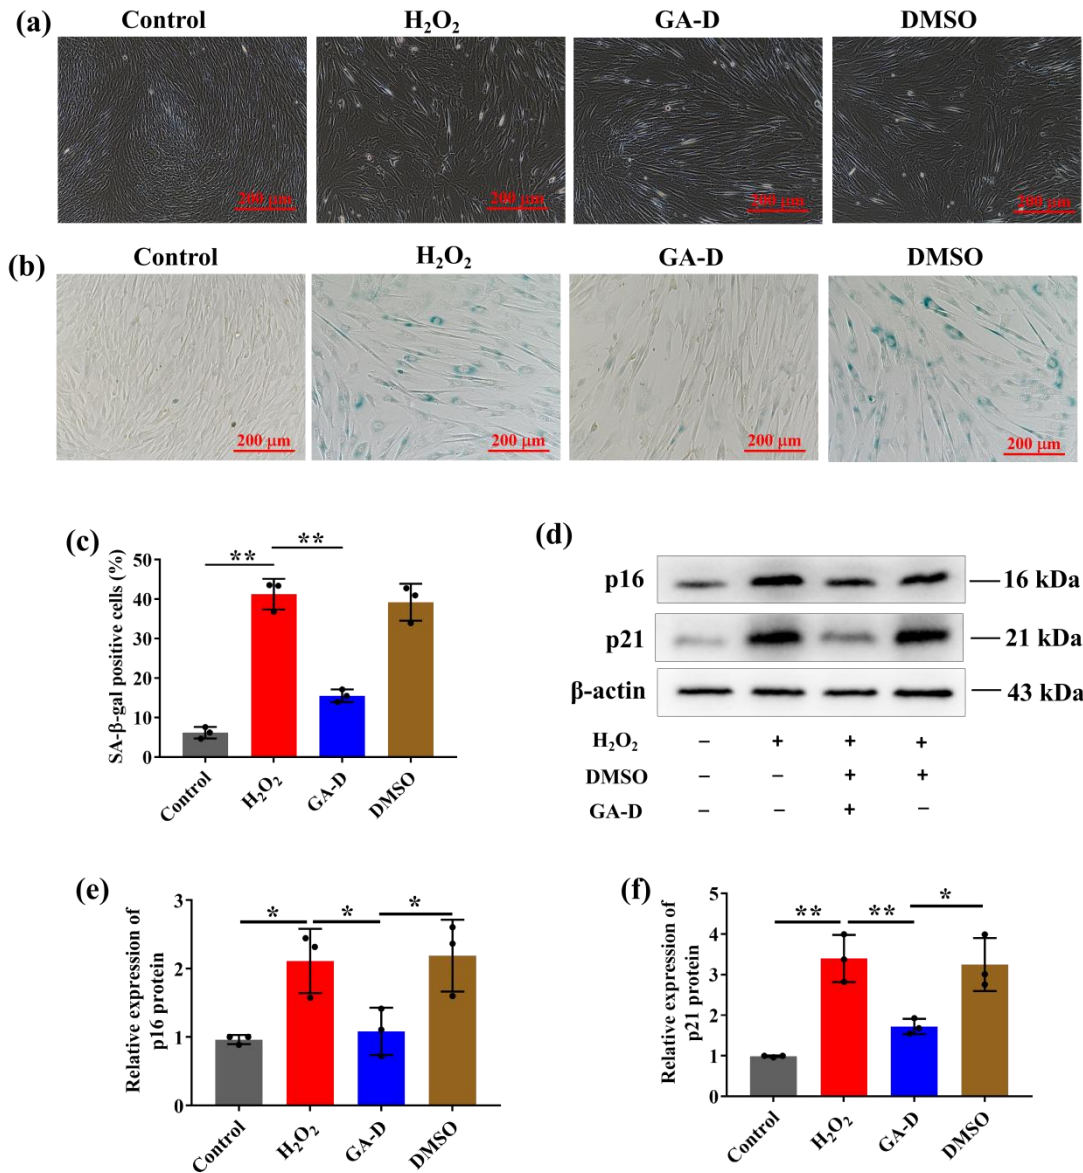 (a)
Control H₂O₂ GA-D DMSO
200 µm 200 µm 200 µm 200 µm
(b)
Control H₂O₂ GA-D DMSO
200 µm 200 µm 200 µm 200 µm
(c)
SA-β-gal positive cells (%)
50
40
30
20
10
0
** **
Control H₂O₂ GA-D DMSO
(d)
p16 16 kDa
p21 21 kDa
β-actin 43 kDa
H₂O₂ – + + +
DMSO – – + +
GA-D – – + –
(e)
Relative expression of
p16 protein
3
2
1
0
* * *
Control H₂O₂ GA-D DMSO
(f)
Relative expression of
p21 protein
5
4
3
2
1
0
** ** *
Control H₂O₂ GA-D DMSO